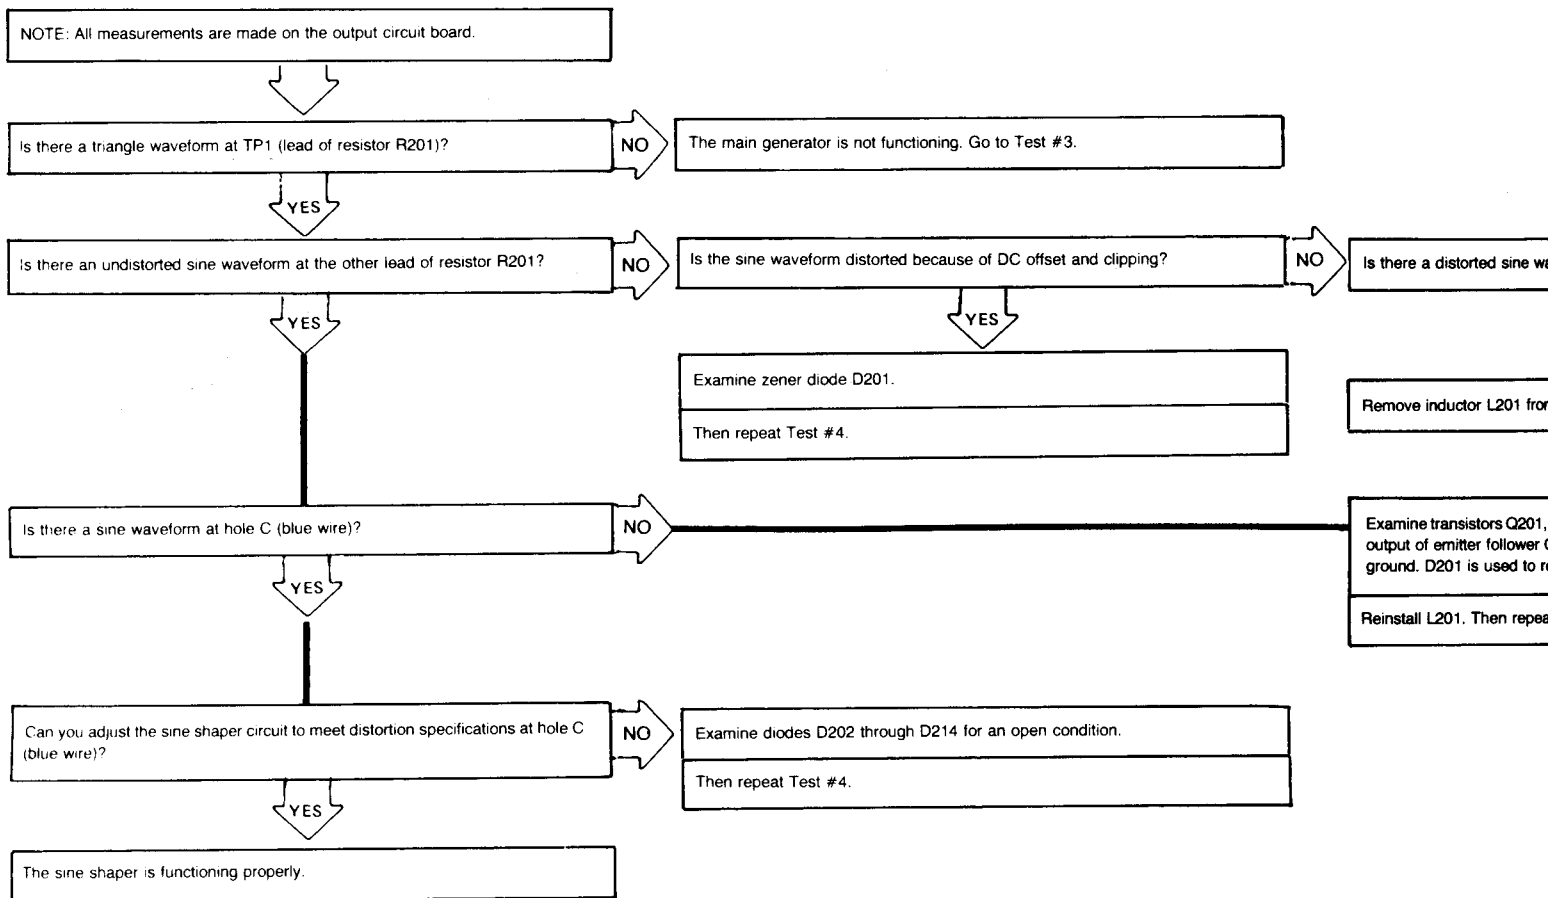 NOTE: All measurements are made on the output circuit board.
Is there a triangle waveform at TP1 (lead of resistor R201)?
NO
The main generator is not functioning. Go to Test #3.
YES
Is there an undistorted sine waveform at the other lead of resistor R201?
NO
Is the sine waveform distorted because of DC offset and clipping?
NO
Is there a distorted sine
YES
YES
Examine zener diode D201.
Then repeat Test #4.
Remove inductor L201
Is there a sine waveform at hole C (blue wire)?
NO
Examine transistors Q201,
output of emitter follower
ground. D201 is used to
Reinstall L201. Then
YES
Can you adjust the sine shaper circuit to meet distortion specifications at hole C
(blue wire)?
NO
Examine diodes D202 through D214 for an open condition.
Then repeat Test #4.
YES
The sine shaper is functioning properly.